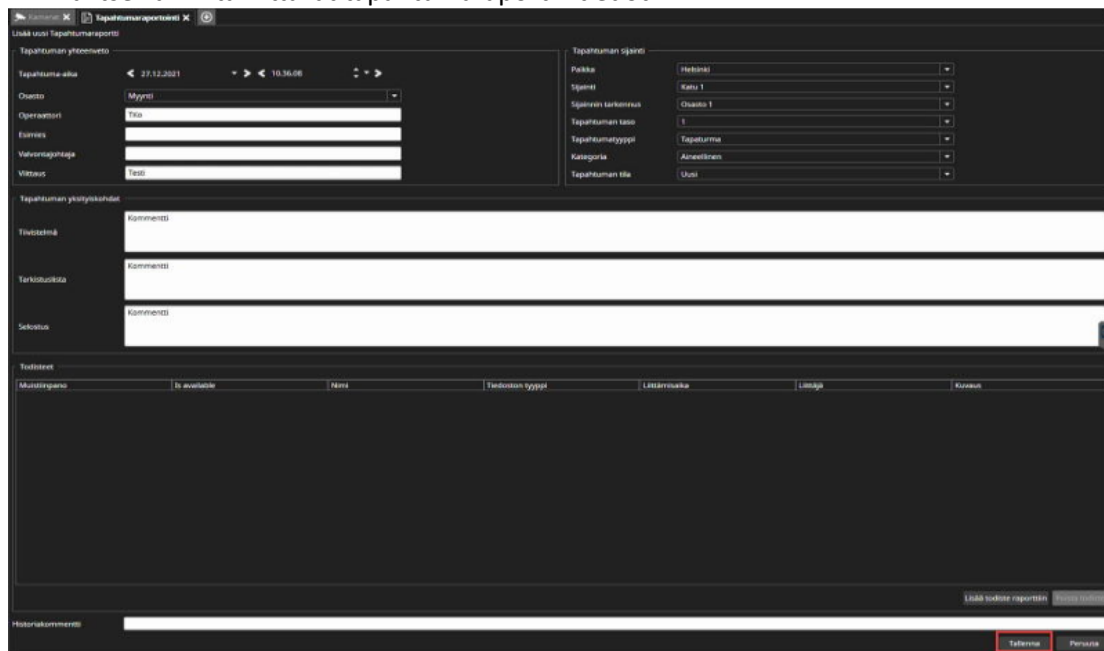 Kamerat Tapahtumaraportointi
Lisää uusi Tapahtumaraportti
Tapahtuman yhteenveto
Tapahtuma-aika 27.12.2021 10.36.06
Osasto Myynti
Operaattori TKo
Esimies
Valvontajohtaja
Viittaus Testi
Tapahtuman sijainti
Paikka Helsinki
Sijainti Katu 1
Sijainnin tarkennus Osasto 1
Tapahtuman taso 1
Tapahtumatyyppi Tapaturma
Kategoria Aineellinen
Tapahtuman tila Uusi
Tapahtuman yksityiskohdat
Tiivistelmä Kommentti
Tarkistuslista Kommentti
Selostus Kommentti
Todisteet
Muistiinpano Is available Nimi Tiedoston tyyppi Liittämisaika Liittäjä Kuvaus
Lisää todiste raporttiin Poista todiste
Historiakommentti
Tallenna Peruuta